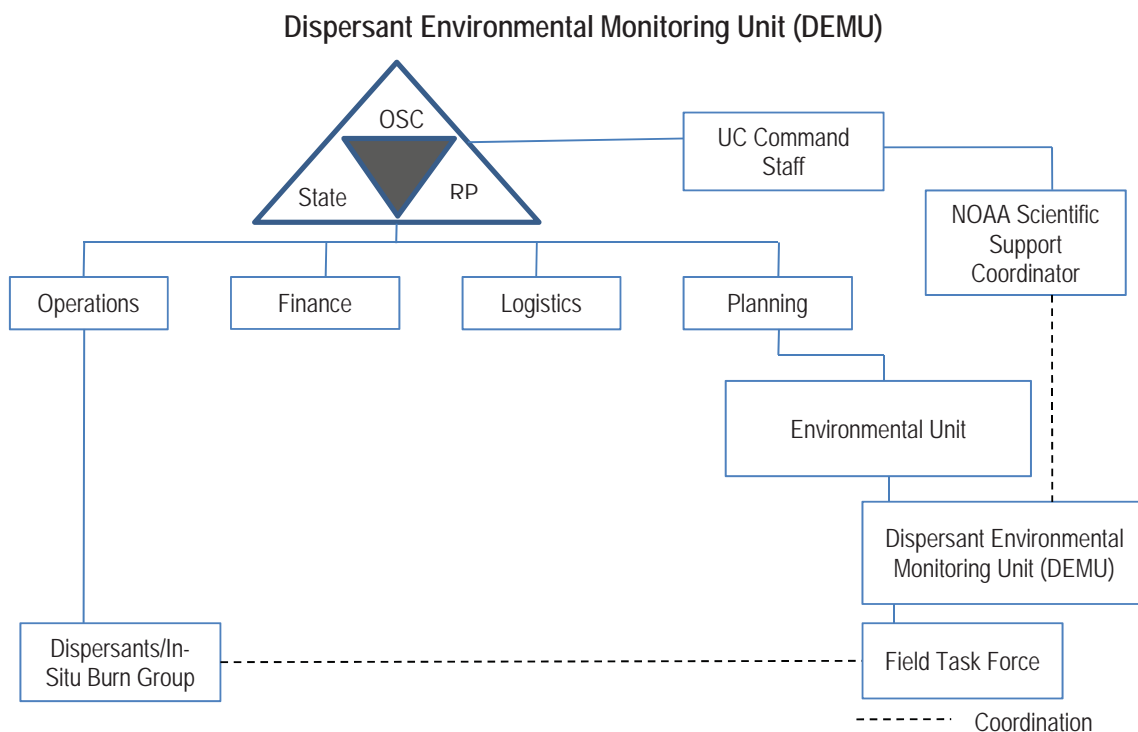 Dispersant Environmental Monitoring Unit (DEMU)
OSC
State
RP
UC Command
Staff
NOAA Scientific
Support
Coordinator
Operations
Finance
Logistics
Planning
Environmental Unit
Dispersant Environmental
Monitoring Unit (DEMU)
Dispersants/In-
Situ Burn Group
Field Task Force
Coordination